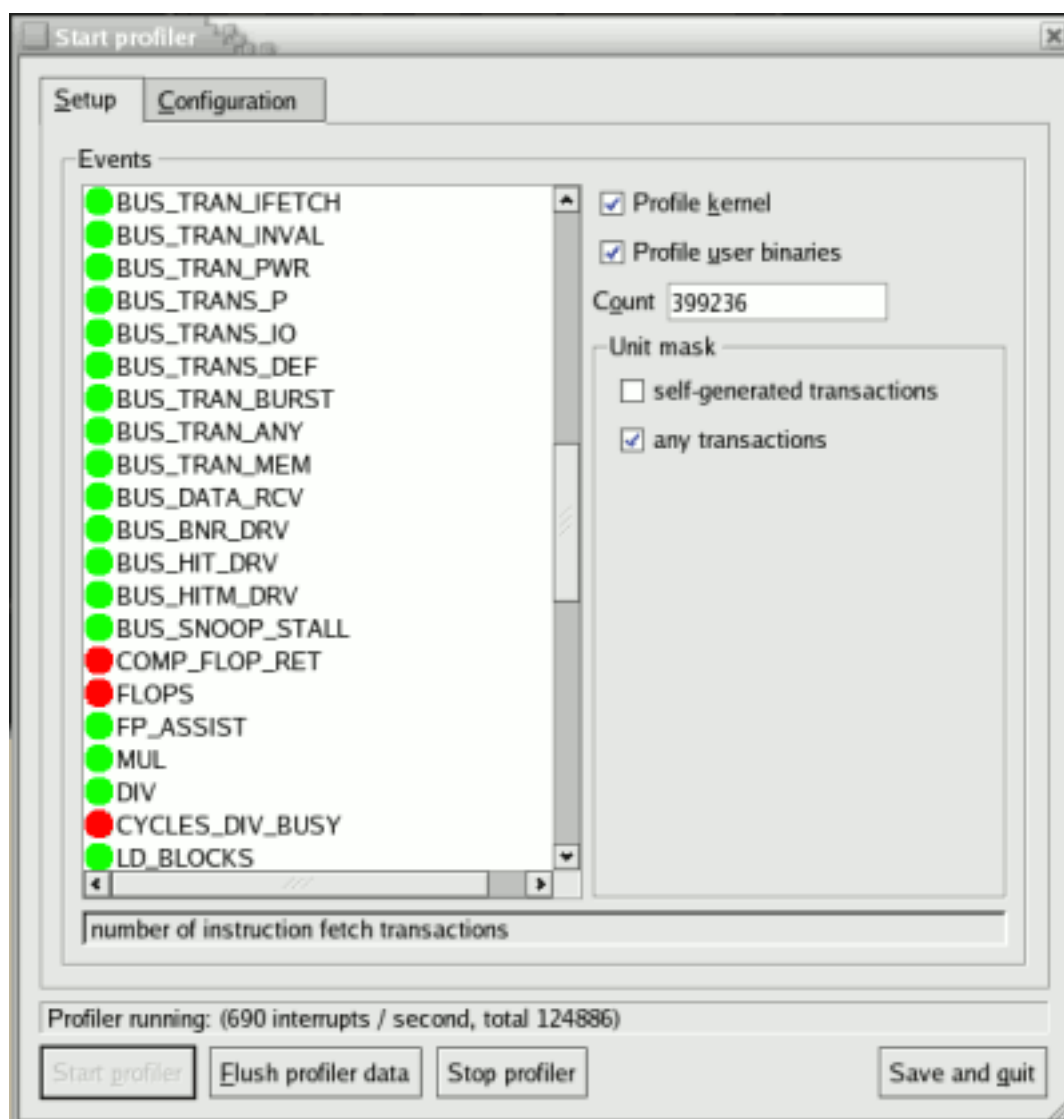 Start profiler
Setup
Configuration
Events
BUS_TRAN_IFETCH
BUS_TRAN_INVAL
BUS_TRAN_PWR
BUS_TRANS_P
BUS_TRANS_IO
BUS_TRANS_DEF
BUS_TRAN_BURST
BUS_TRAN_ANY
BUS_TRAN_MEM
BUS_DATA_RCV
BUS_BNR_DRV
BUS_HIT_DRV
BUS_HITM_DRV
BUS_SNOOP_STALL
COMP_FLOP_RET
FLOPS
FP_ASSIST
MUL
DIV
CYCLES_DIV_BUSY
LD_BLOCKS
Profile kernel
Profile user binaries
Count 399236
Unit mask
self-generated transactions
any transactions
number of instruction fetch transactions
Profiler running: (690 interrupts / second, total 124886)
Start profiler
Flush profiler data
Stop profiler
Save and quit